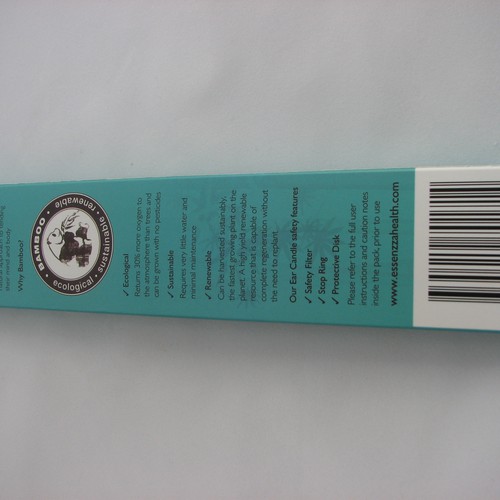 their mind and body
Why Bamboo?
BAMBOO • renewable • sustainable • ecological
✓ Ecological
Returns 30% more oxygen to
the atmosphere than trees and
can be grown with no pesticides
✓ Sustainable
Requires very little water and
minimal maintenance
✓ Renewable
Can be harvested sustainably,
the fastest growing plant on the
planet. A high yield renewable
resource that is capable of
complete regeneration without
the need to replant
Our Ear Candle safety features
✓ Safety Filter
✓ Stop Ring
✓ Protective Disk
Please refer to the full user
instructions and caution notes
inside the pack, prior to use
www.essenzzahealth.com